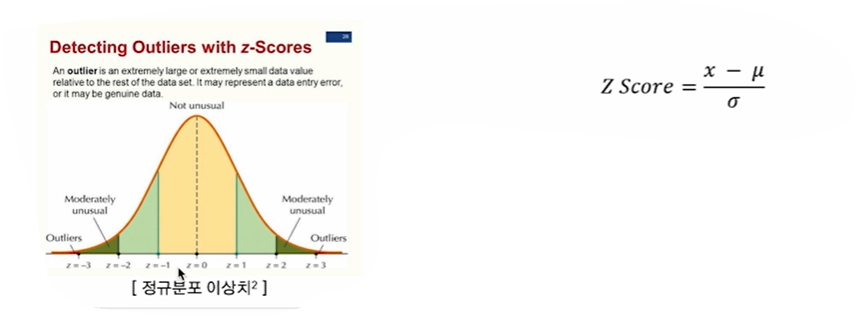 28
Detecting Outliers with z-Scores
An outlier is an extremely large or extremely small data value
relative to the rest of the data set. It may represent a data entry error,
or it may be genuine data.
Not unusual
Moderately
unusual
Moderately
unusual
Outliers
Outliers
z=-3 z=-2 z=-1 z=0 z=1 z=2 z=3
[ 정규분포 이상치² ]
Z Score = (x − μ) / σ